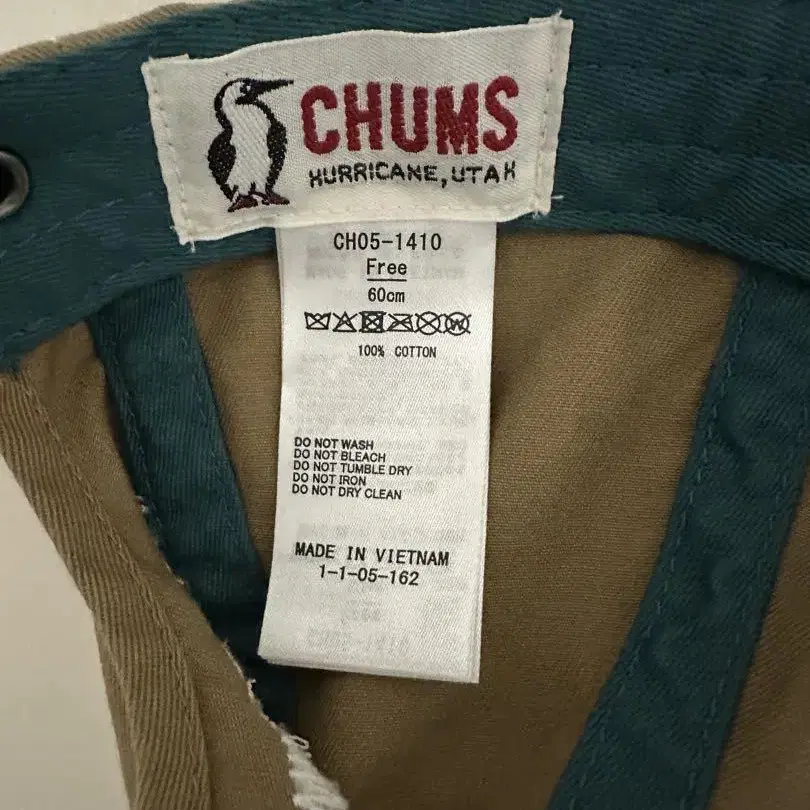 CHUMS
HURRICANE, UTAH
CH05-1410
Free
60cm
100% COTTON
DO NOT WASH
DO NOT BLEACH
DO NOT TUMBLE DRY
DO NOT IRON
DO NOT DRY CLEAN
MADE IN VIETNAM
1-1-05-162